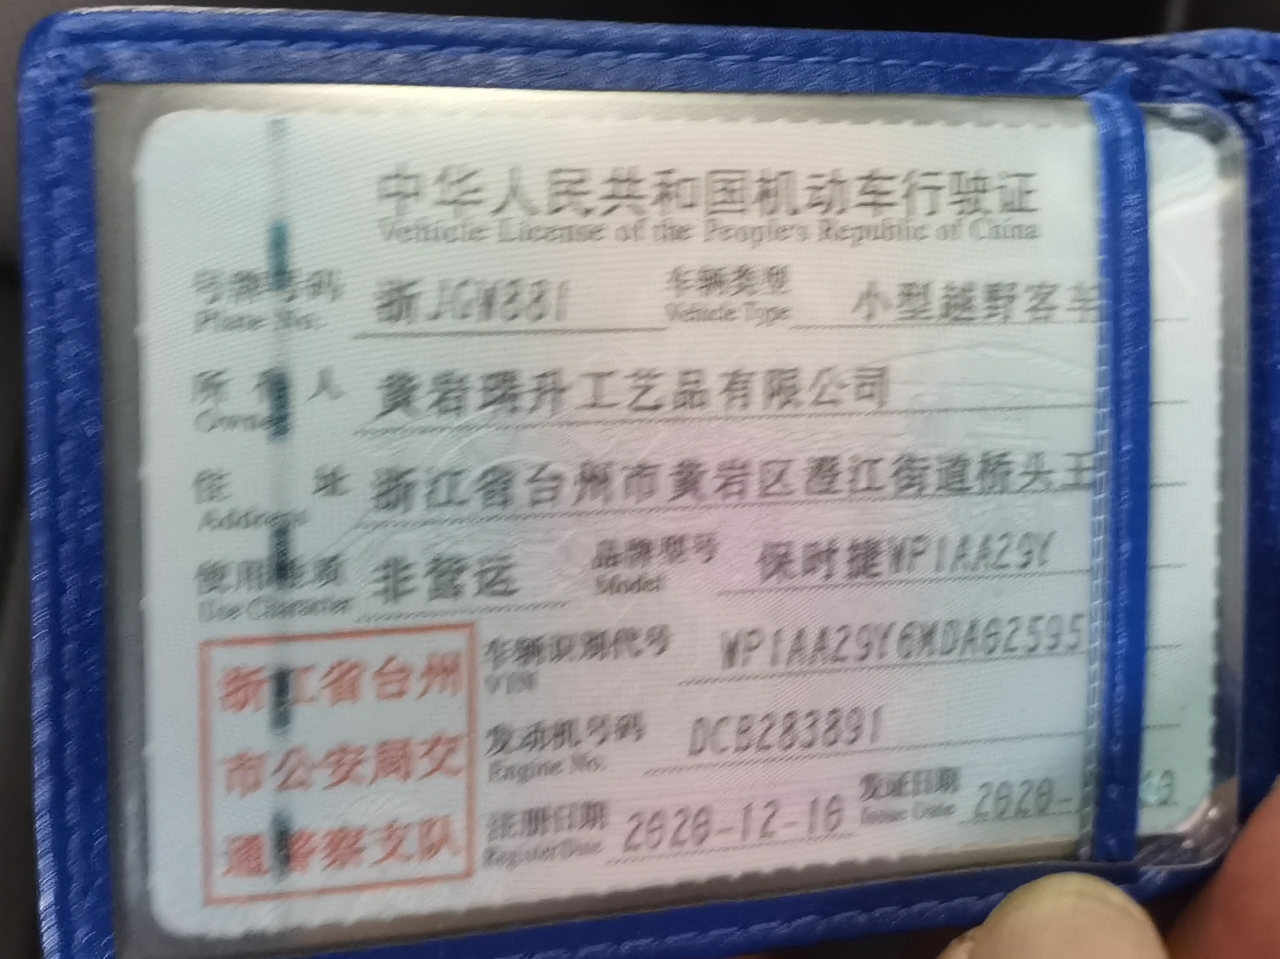 中华人民共和国机动车行驶证
Vehicle License of the People's Republic of China
号牌号码 浙 车辆类型 小型越野客车
Plate No. Vehicle Type
所有人 黄岩瑞升工艺品有限公司
Owner
住址 浙江省台州市黄岩区澄江街道桥头王
Address
使用性质 非营运 品牌型号 保时捷WP1AA29Y
Use Character Model
车辆识别代号
VIN
发动机号码 DCB283891
Engine No.
注册日期 2020-12-10 发证日期 2020-
Register Date Issue Date
浙江省台州
市公安局交
通警察支队